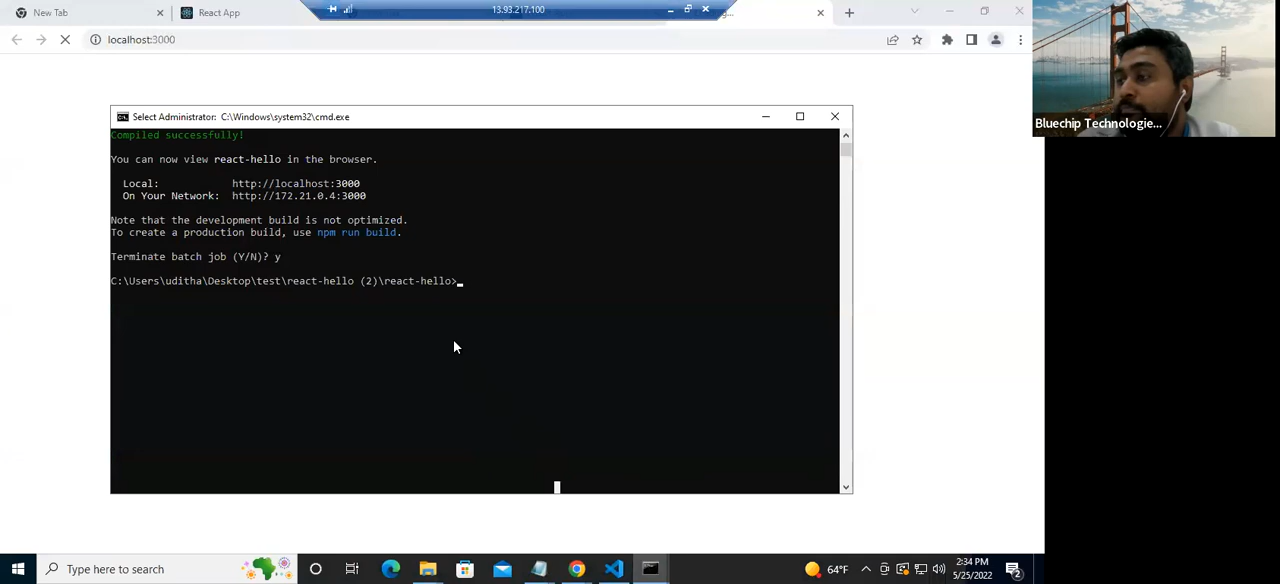 New Tab
React App
13.93.217.100
localhost:3000
Bluechip Technologie...
Select Administrator: C:\Windows\system32\cmd.exe
Compiled successfully!
You can now view react-hello in the browser.
Local: http://localhost:3000
On Your Network: http://172.21.0.4:3000
Note that the development build is not optimized.
To create a production build, use npm run build.
Terminate batch job (Y/N)? y
C:\Users\uditha\Desktop\test\react-hello (2)\react-hello>
Type here to search
64°F
2:34 PM
5/25/2022
2